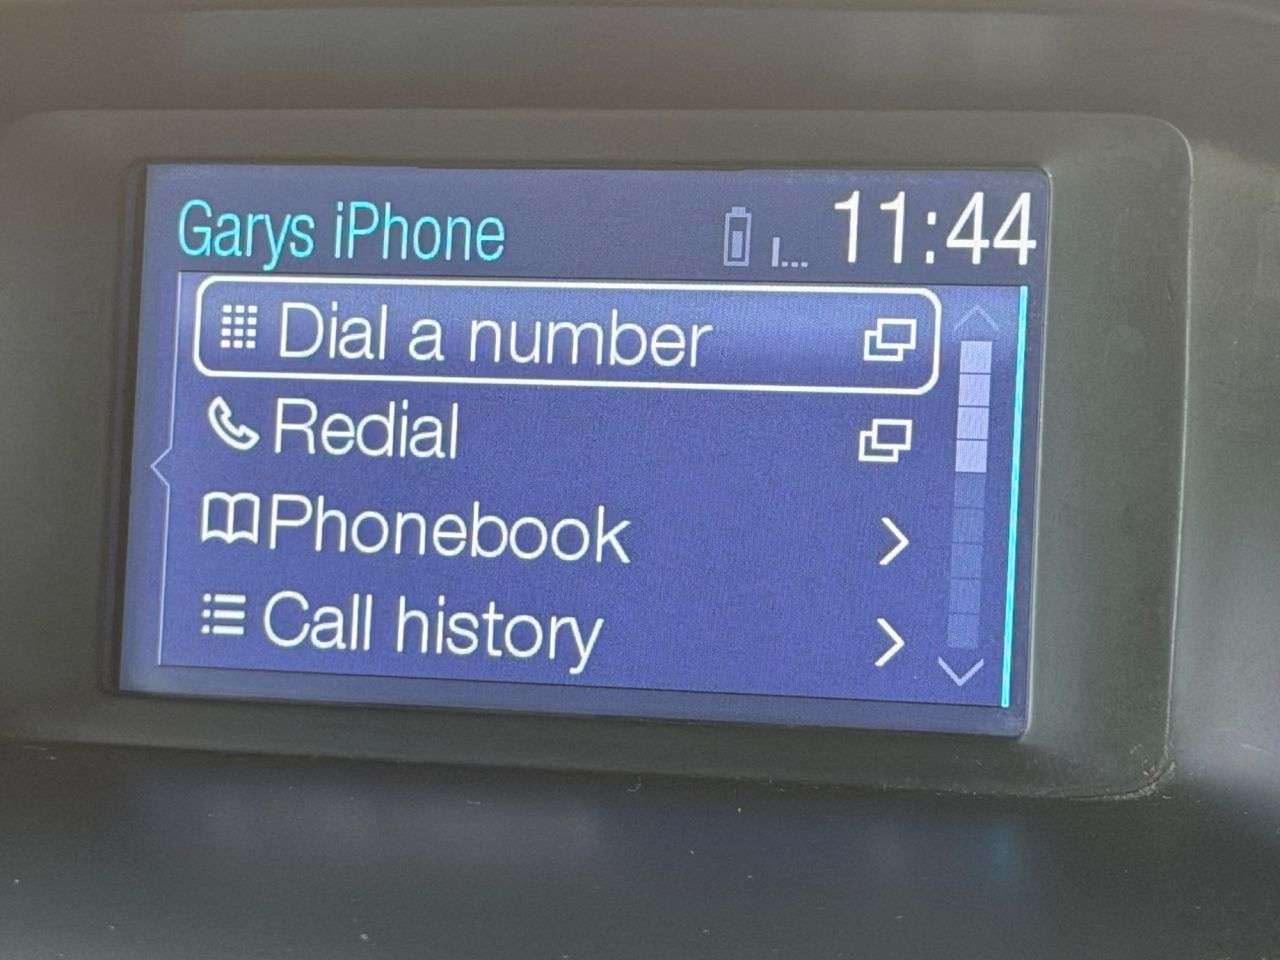 Garys iPhone 11:44
Dial a number
Redial
Phonebook
Call history